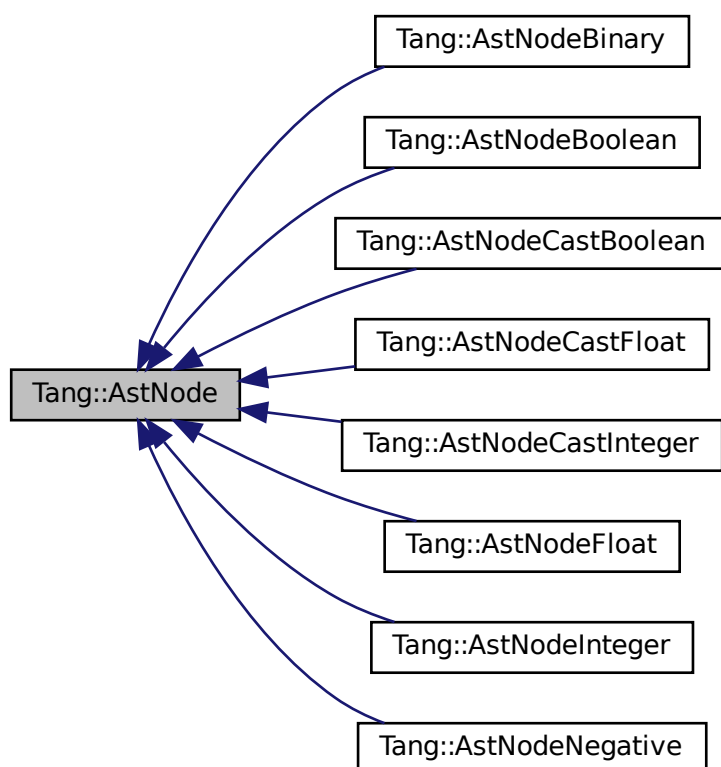 Tang::AstNodeBinary
Tang::AstNodeBoolean
Tang::AstNodeCastBoolean
Tang::AstNodeCastFloat
Tang::AstNode
Tang::AstNodeCastInteger
Tang::AstNodeFloat
Tang::AstNodeInteger
Tang::AstNodeNegative